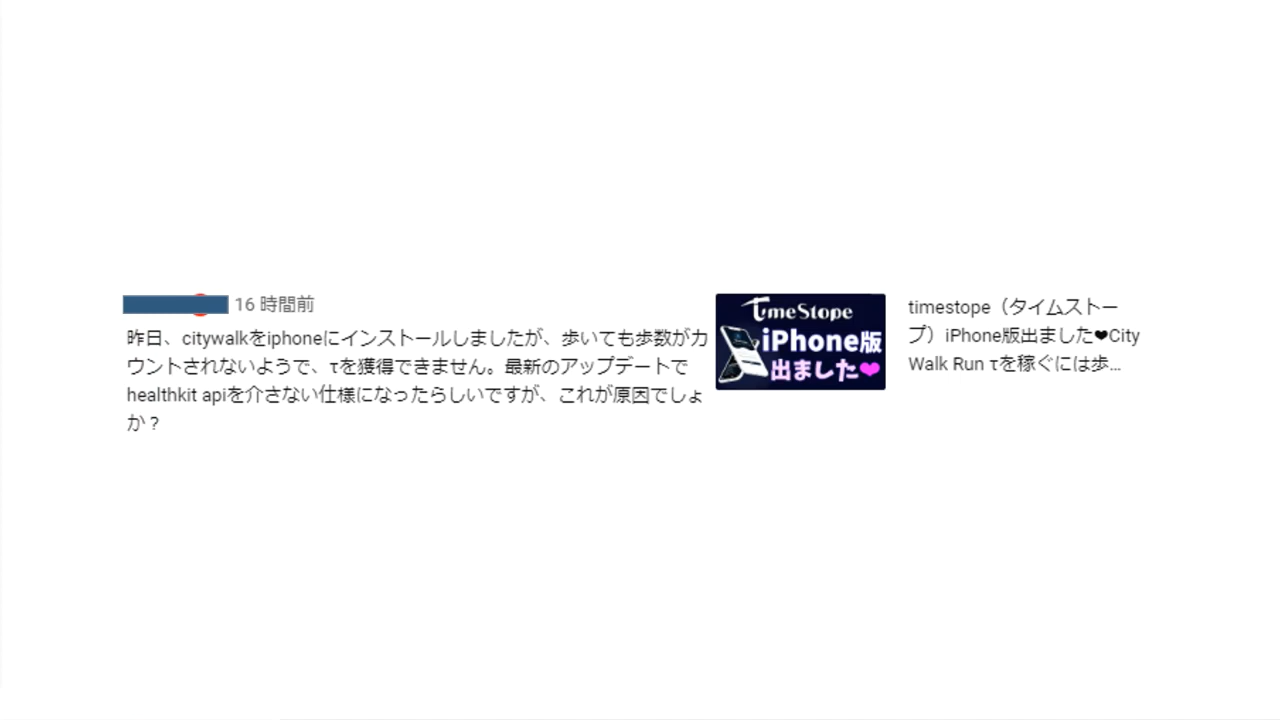 16 時間前
昨日、citywalkをiphoneにインストールしましたが、歩いても歩数がカ
ウントされないようで、τを獲得できません。最新のアップデートで
healthkit apiを介さない仕様になったらしいですが、これが原因でしょ
か？
TimeStope
iPhone版
出ました❤
timestope（タイムストー
プ）iPhone版出ました❤City
Walk Run τを稼ぐには歩...